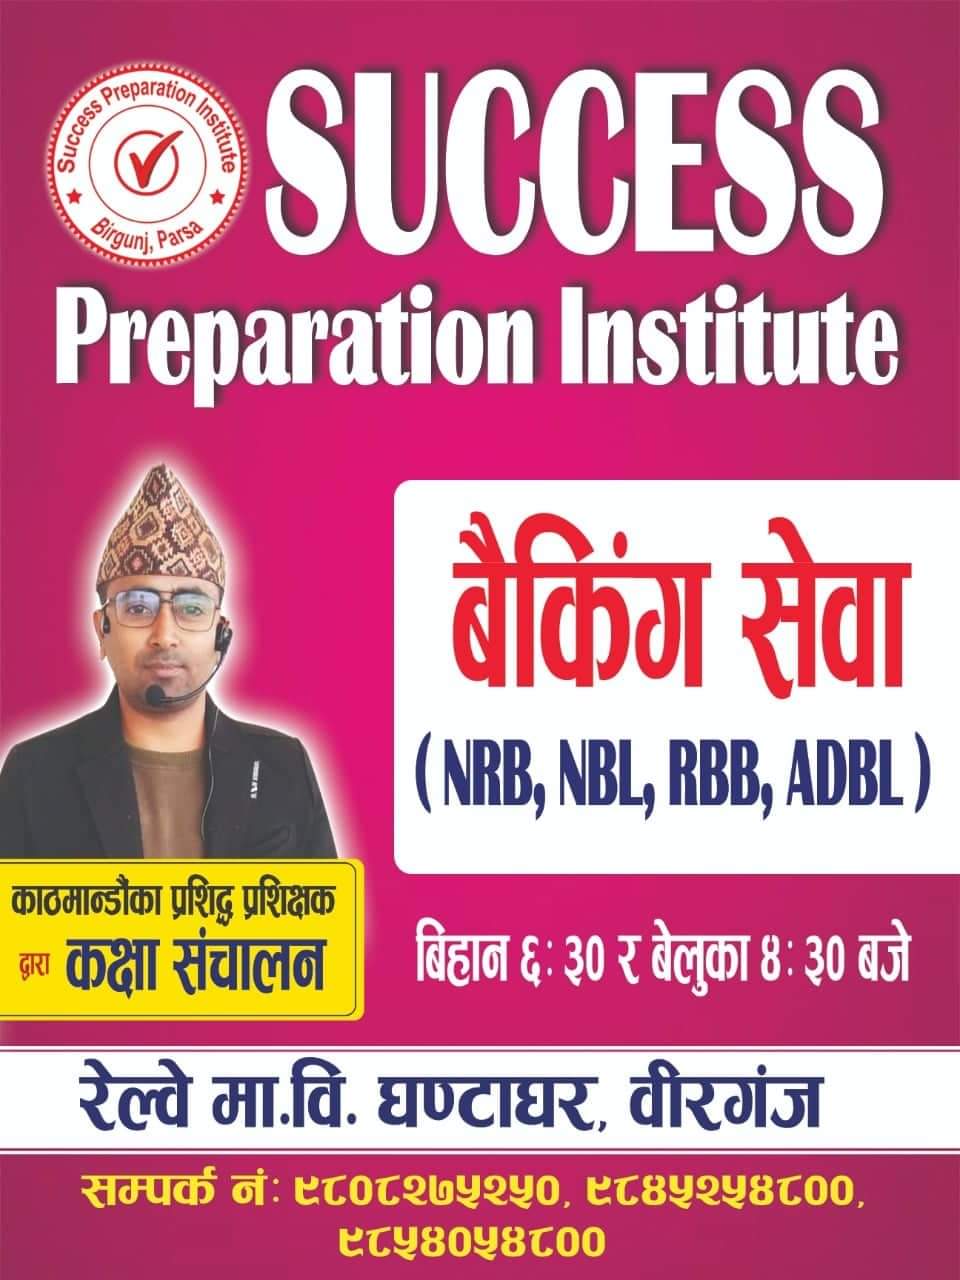 Success Preparation Institute
Birgunj, Parsa
SUCCESS
Preparation Institute
बैकिंग सेवा
( NRB, NBL, RBB, ADBL )
काठमान्डौंका प्रशिद्ध प्रशिक्षक
द्वारा कक्षा संचालन
बिहान ६: ३० र बेलुका ४: ३० बजे
रेल्वे मा.वि. घण्टाघर, वीरगंज
सम्पर्क नं: ९८०८२७५२५०, ९८४५२५४८००,
९८५४०५४८००